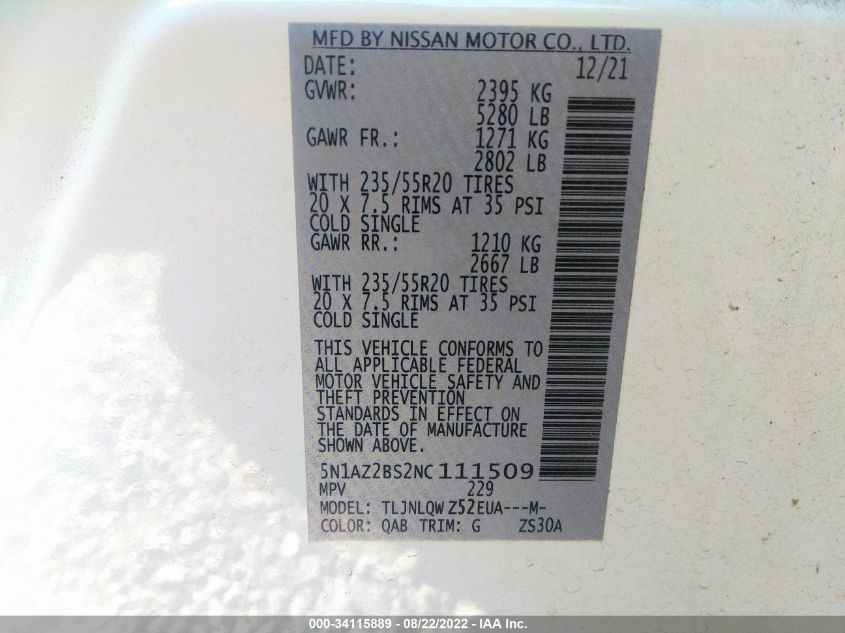 MFD BY NISSAN MOTOR CO., LTD.
DATE: 12/21
GVWR: 2395 KG
5280 LB
GAWR FR.: 1271 KG
2802 LB
WITH 235/55R20 TIRES
20 X 7.5 RIMS AT 35 PSI
COLD SINGLE
GAWR RR.: 1210 KG
2667 LB
WITH 235/55R20 TIRES
20 X 7.5 RIMS AT 35 PSI
COLD SINGLE
THIS VEHICLE CONFORMS TO
ALL APPLICABLE FEDERAL
MOTOR VEHICLE SAFETY AND
THEFT PREVENTION
STANDARDS IN EFFECT ON
THE DATE OF MANUFACTURE
SHOWN ABOVE.
5N1AZ2BS2NC111509
MPV 229
MODEL: TLJNLQW Z52EUA---M-
COLOR: QAB TRIM: G ZS30A
000-34115889 - 08/22/2022 - IAA Inc.